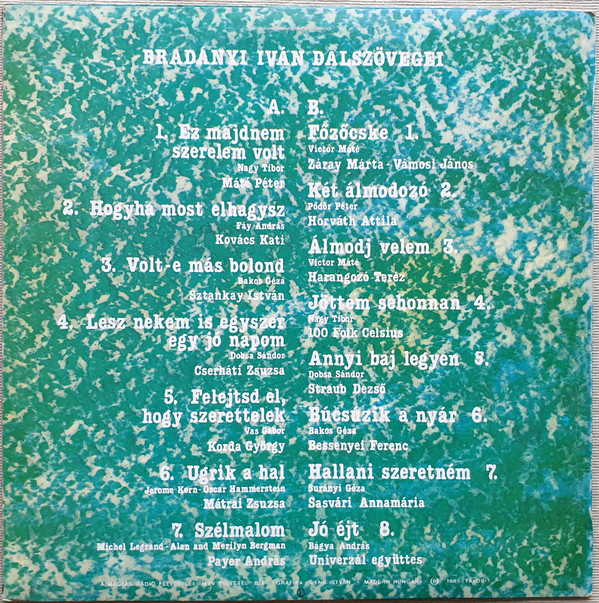 BRADÁNYI IVÁN DALSZÖVEGEI
A.
1. Ez majdnem
szerelem volt
Nagy Tibor
Máté Péter
2. Hogyha most elhagysz
Fáy András
Kovács Kati
3. Volt-e más bolond
Bakos Géza
Sztankay István
4. Lesz nekem is egyszer
egy jó napom
Dobsa Sándor
Cserháti Zsuzsa
5. Felejtsd el,
hogy szerettelek
Vas Gábor
Korda György
6. Ugrik a hal
Jerome Kern-Oscar Hammerstein
Mátrai Zsuzsa
7. Szélmalom
Michel Legrand-Alan and Merilyn Bergman
Payer András
B.
Főzőcske 1.
Victor Máté
Záray Márta-Vámosi János
Két álmodozó 2.
Pödör Péter
Horváth Attila
Álmodj velem 3.
Victor Máté
Harangozó Teréz
Jöttem sehonnan 4.
Nagy Tibor
100 Folk Celsius
Annyi baj legyen 5.
Dobsa Sándor
Straub Dezső
Búcsúzik a nyár 6.
Bakos Géza
Bessenyei Ferenc
Hallani szeretném 7.
Surányi Géza
Sasvári Annamária
Jó éjt 8.
Bágya András
Univerzál együttes
A MAGYAR RÁDIÓ ISTVÁN MADE IN HUNGARY (P) 1985